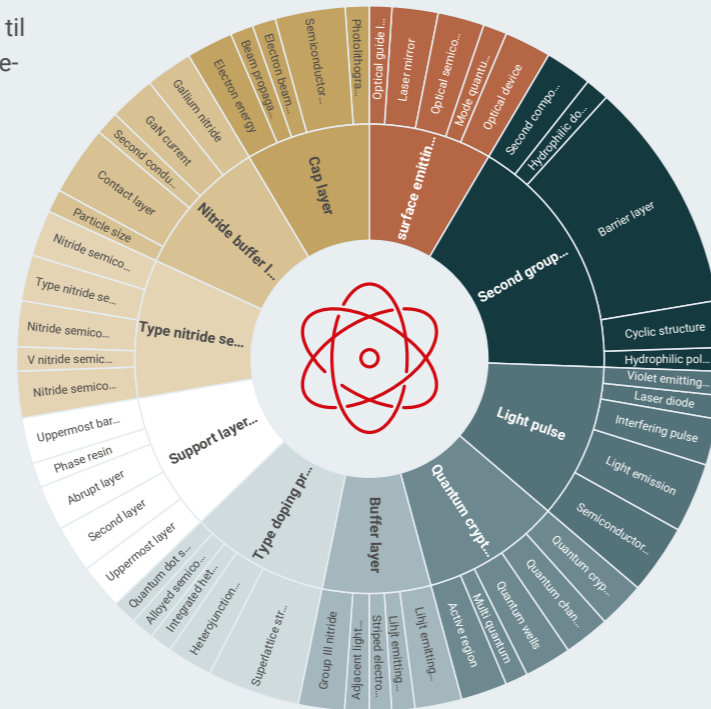 til
e-
surface emittin...
Optical guide l...
Laser mirror
Optical semico...
Mode quantu...
Optical device
Second group...
Second compo...
Hydrophilic do...
Barrier layer
Cyclic structure
Hydrophilic pol...
Light pulse
Violet emitting...
Laser diode
Interfering pulse
Light emission
Semiconductor...
Quantum crypt...
Quantum cryp...
Quantum chan...
Quantum wells
Multi quantum
Active region
Buffer layer
Lihjt emitting...
Lihjt emitting...
Striped electro...
Adjacent light...
Group III nitride
Type doping pr...
Superlattice str...
Heterojunction...
Integrated het...
Alloyed semico...
Quantum dot s...
Support layer...
Uppermost layer
Second layer
Abrupt layer
Phase resin
Uppermost bar...
Type nitride se...
Nitride semico...
V nitride semic...
Nitride semico...
Type nitride se...
Nitride semico...
Nitride buffer l...
Particle size
Contact layer
Second condu...
GaN current
Gallium nitride
Cap layer
Electron energy
Beam propaga...
Electron beam...
Semiconductor...
Photolithogra...